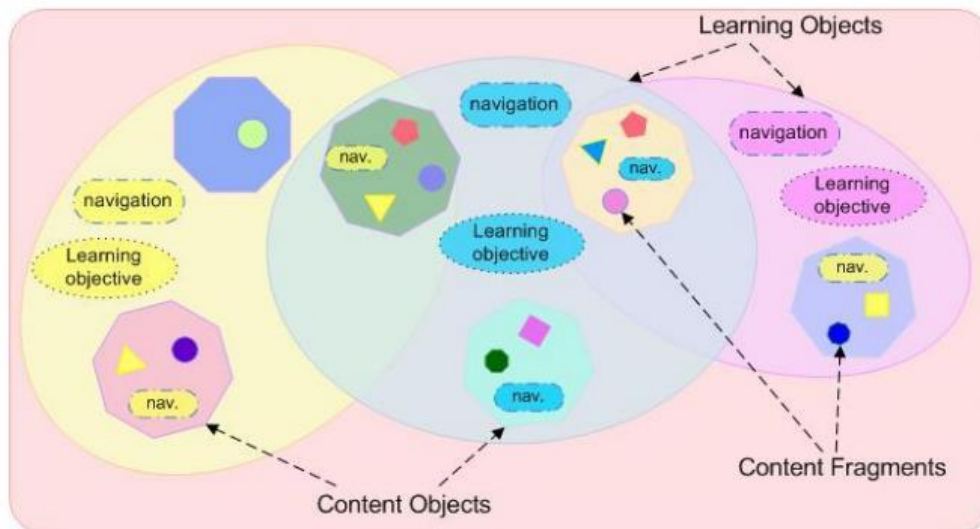 Learning Objects
navigation
navigation
nav.
nav.
navigation
Learning
objective
Learning
objective
Learning
objective
nav.
nav.
nav.
Content Fragments
Content Objects